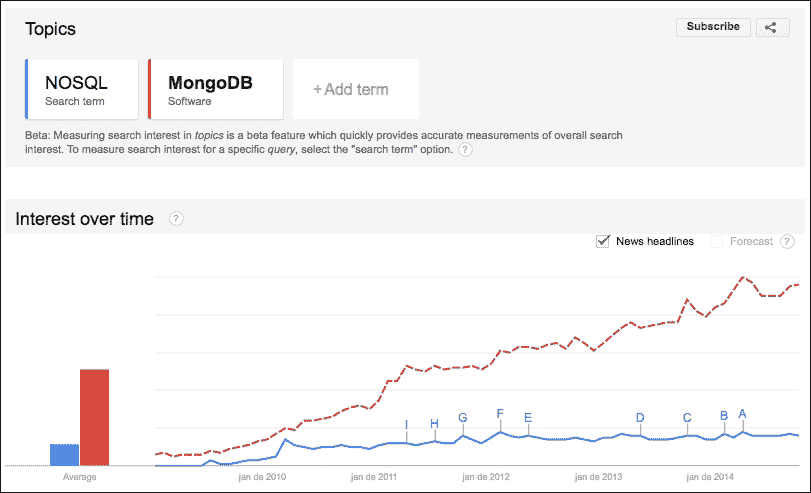 Topics
Subscribe
NOSQL
Search term
MongoDB
Software
+Add term
Beta: Measuring search interest in topics is a beta feature which quickly provides accurate measurements of overall search
interest. To measure search interest for a specific query, select the "search term" option. ?
Interest over time ?
News headlines
Forecast ?
I H G F E D C B A
Average
jan de 2010 jan de 2011 jan de 2012 jan de 2013 jan de 2014